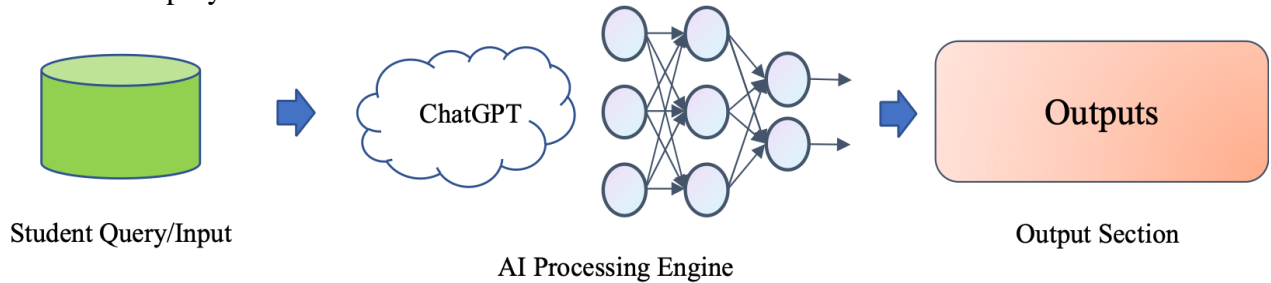 ChatGPT
Outputs
Student Query/Input
Output Section
AI Processing Engine